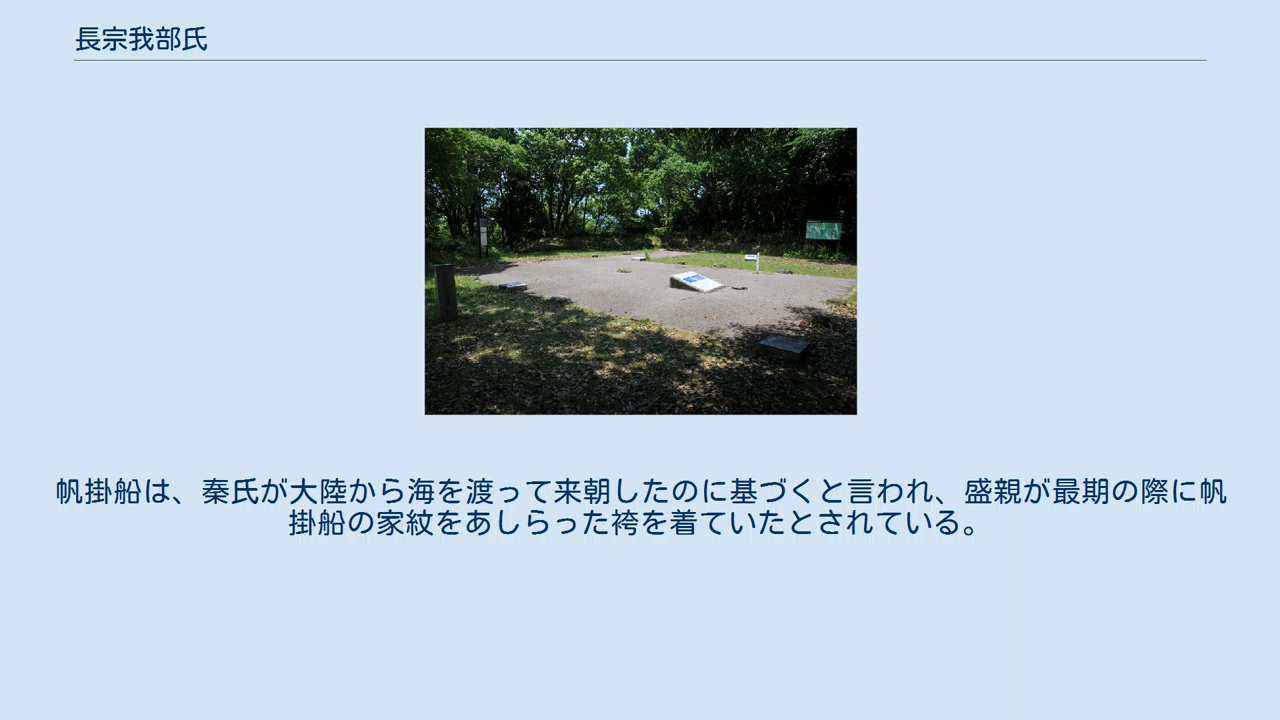 長宗我部氏
帆掛船は、秦氏が大陸から海を渡って来朝したのに基づくと言われ、盛親が最期の際に帆
掛船の家紋をあしらった袴を着ていたとされている。